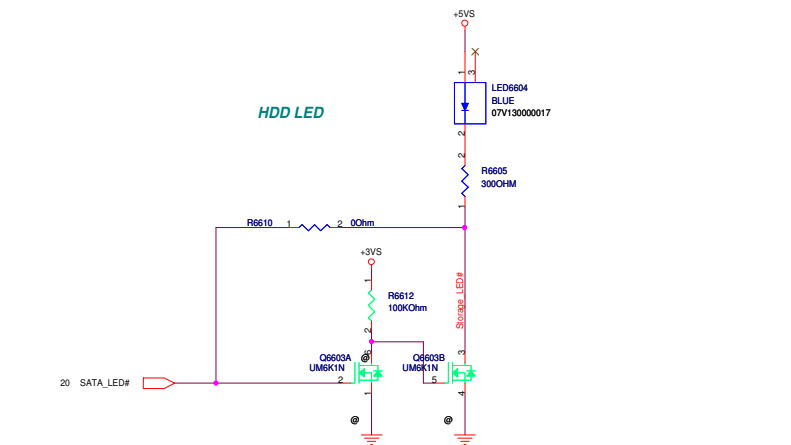 +5VS
1
3
LED6604
BLUE
07V130000017
HDD LED
2
2
R6605
300OHM
1
R6610 1 2 0Ohm
+3VS
1
R6612
100KOhm
2
Storage_LED#
Q6603A @ Q6603B 3
UM6K1N UM6K1N
20 SATA_LED# 2 5
1 4
@ @